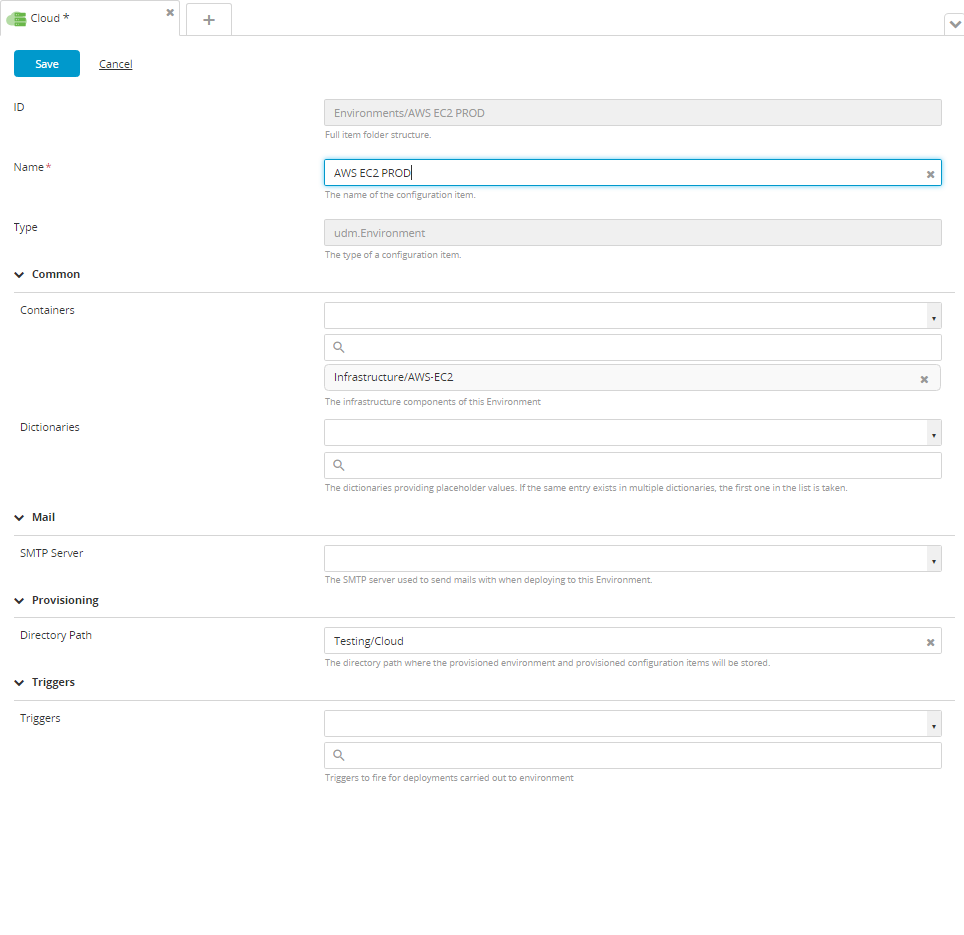 Cloud *
Save Cancel
ID
Environments/AWS EC2 PROD
Full item folder structure.
Name*
AWS EC2 PROD
The name of the configuration item.
Type
udm.Environment
The type of a configuration item.
Common
Containers
Infrastructure/AWS-EC2
The infrastructure components of this Environment
Dictionaries
The dictionaries providing placeholder values. If the same entry exists in multiple dictionaries, the first one in the list is taken.
Mail
SMTP Server
The SMTP server used to send mails with when deploying to this Environment.
Provisioning
Directory Path
Testing/Cloud
The directory path where the provisioned environment and provisioned configuration items will be stored.
Triggers
Triggers
Triggers to fire for deployments carried out to environment